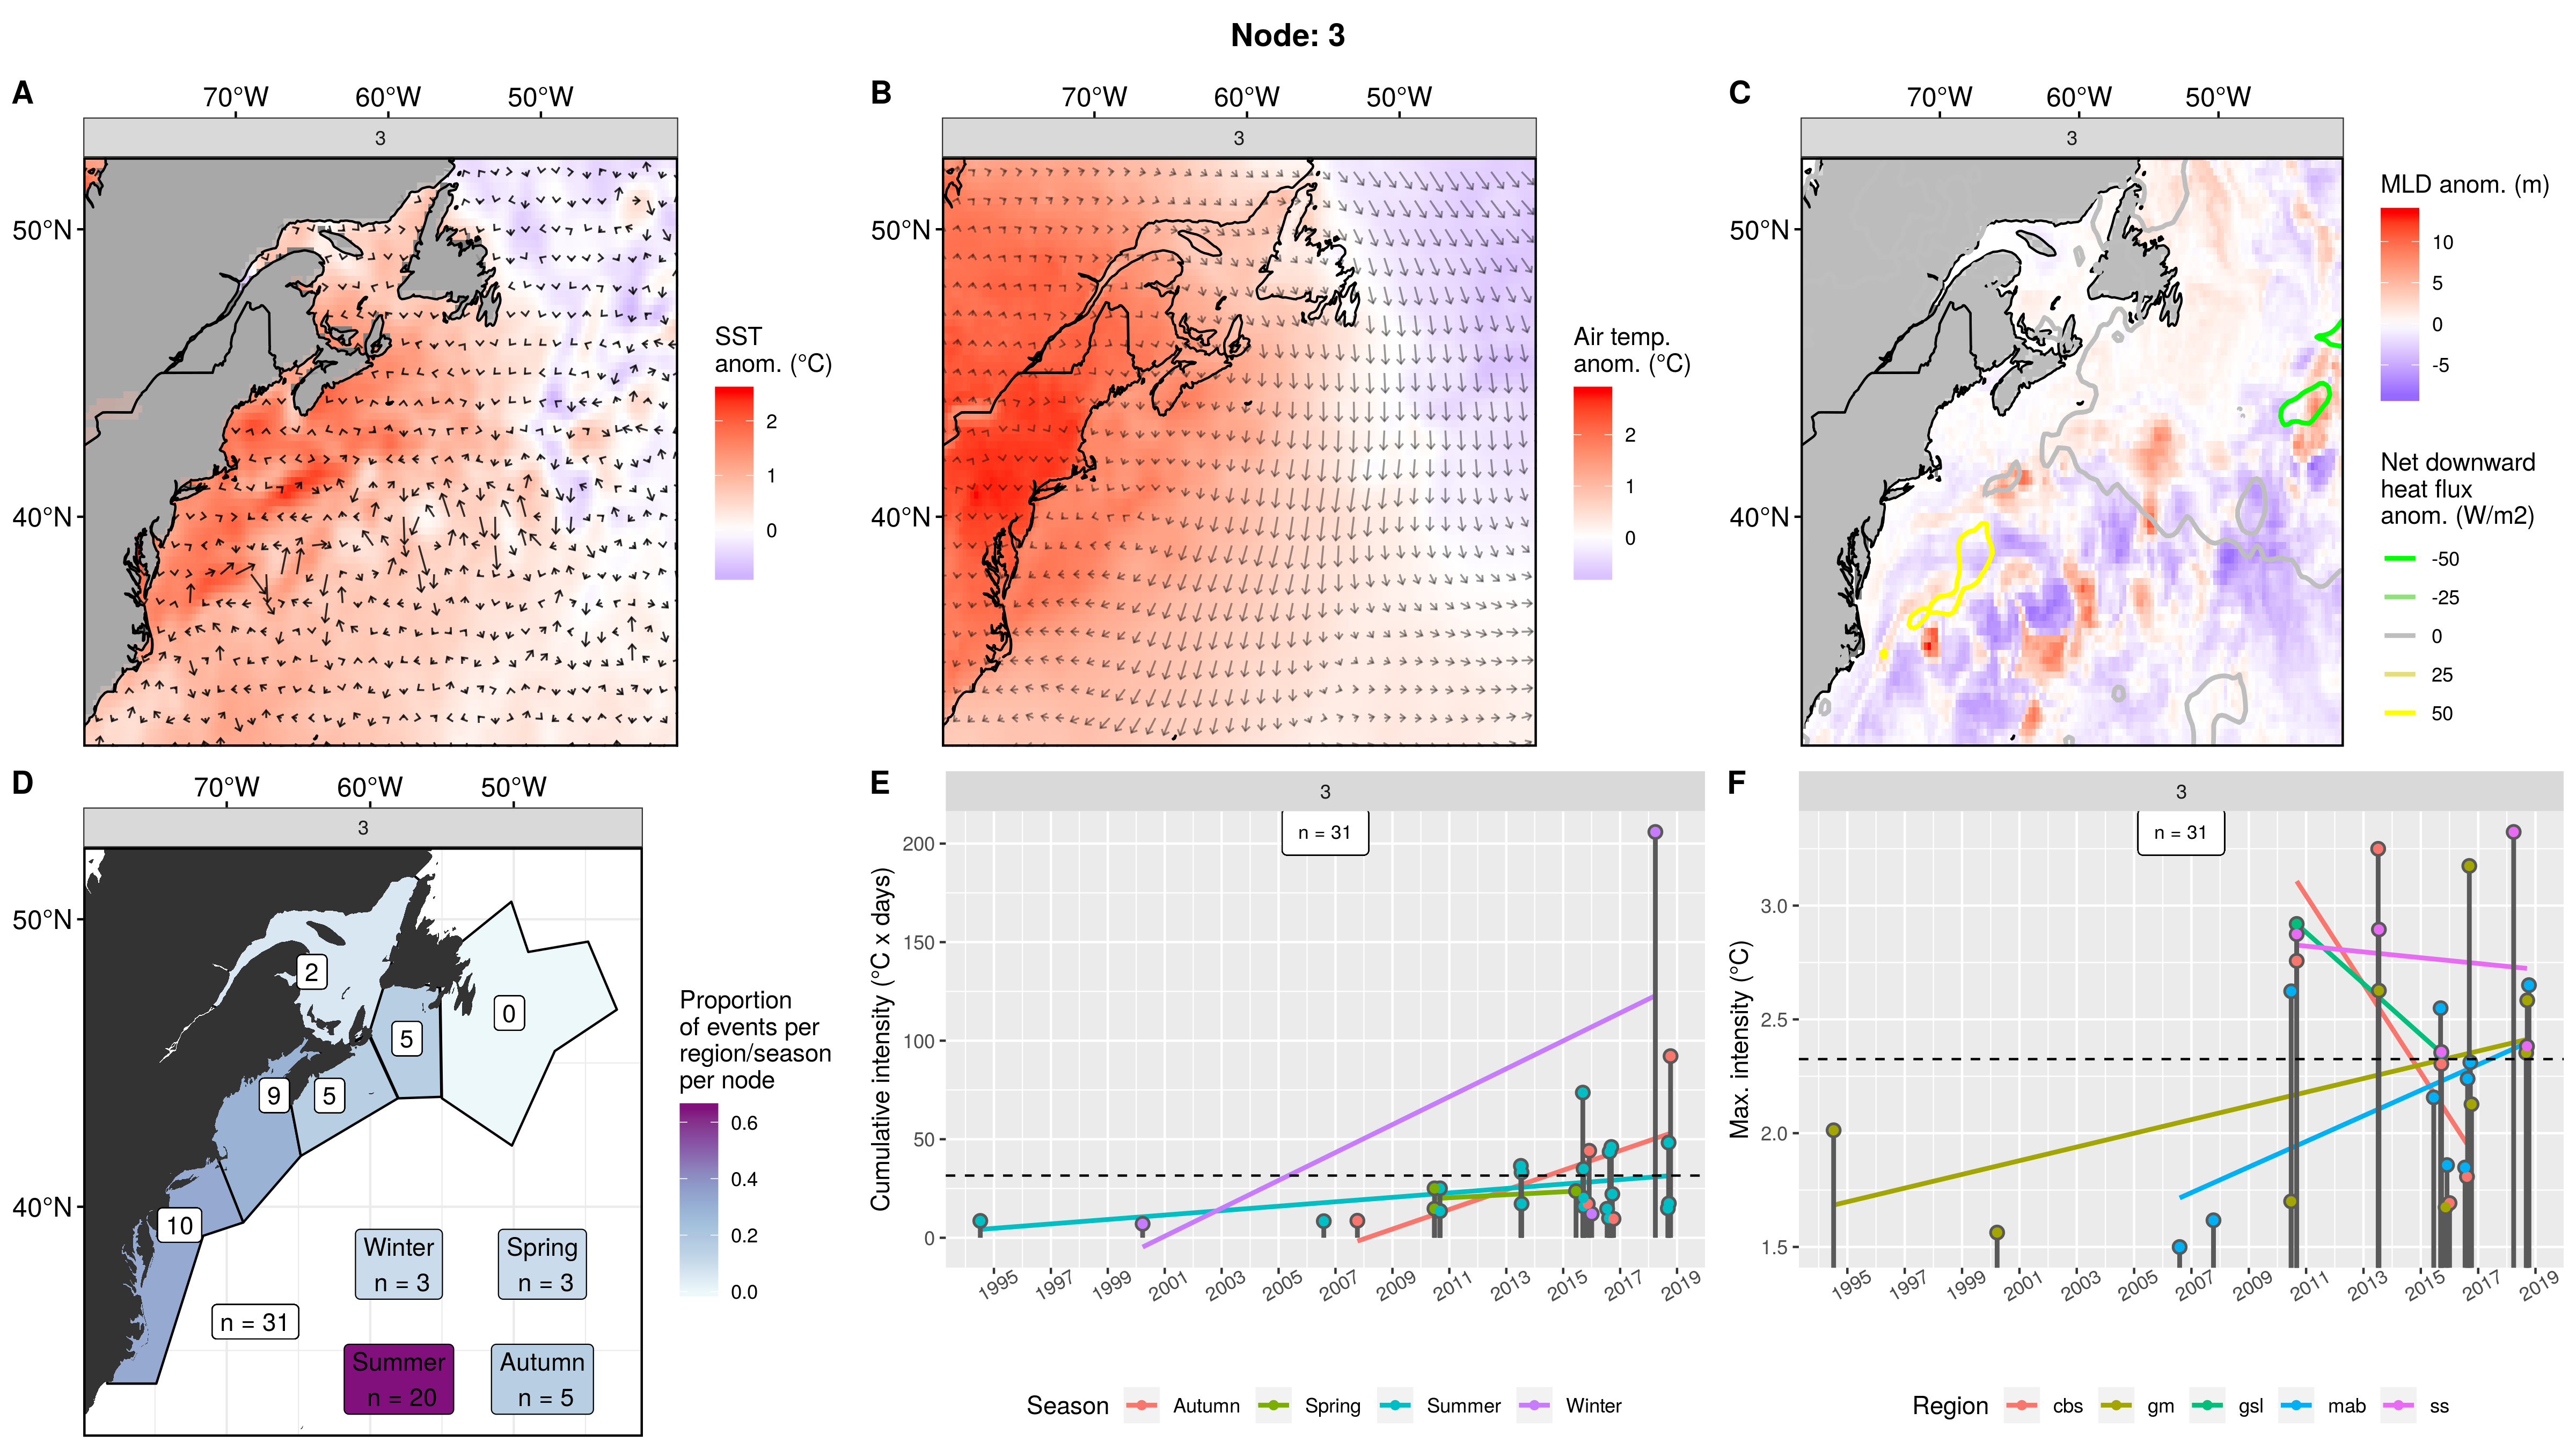 Node: 3
A
70°W 60°W 50°W
3
50°N
40°N
SST
anom. (°C)
2
1
0
B
70°W 60°W 50°W
3
50°N
40°N
Air temp.
anom. (°C)
2
1
0
C
70°W 60°W 50°W
3
50°N
40°N
MLD anom. (m)
10
5
0
-5
Net downward
heat flux
anom. (W/m2)
-50
-25
0
25
50
D
70°W 60°W 50°W
3
50°N
40°N
2
0
5
9
5
10
n = 31
Winter
n = 3
Spring
n = 3
Summer
n = 20
Autumn
n = 5
Proportion
of events per
region/season
per node
0.6
0.4
0.2
0.0
E
3
n = 31
Cumulative intensity (°C x days)
200
150
100
50
0
1995 1997 1999 2001 2003 2005 2007 2009 2011 2013 2015 2017 2019
Season Autumn Spring Summer Winter
F
3
n = 31
Max. intensity (°C)
3.0
2.5
2.0
1.5
1995 1997 1999 2001 2003 2005 2007 2009 2011 2013 2015 2017 2019
Region cbs gm gsl mab ss